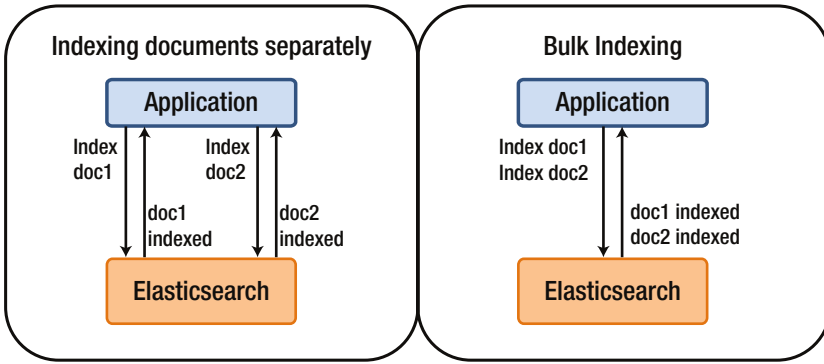 Indexing documents separately
Application
Index
doc1
Index
doc2
doc1
indexed
doc2
indexed
Elasticsearch
Bulk Indexing
Application
Index doc1
Index doc2
doc1 indexed
doc2 indexed
Elasticsearch